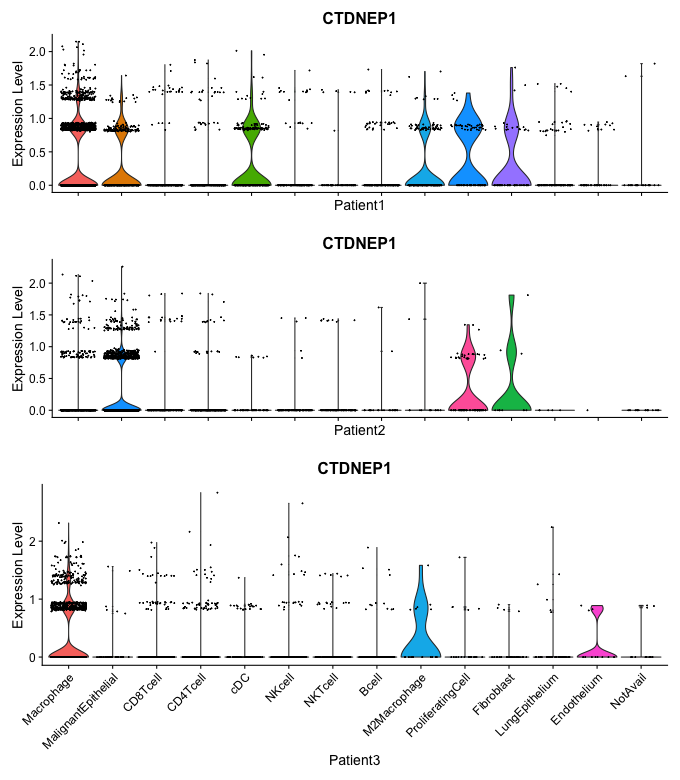 CTDNEP1
Expression Level
2.0
1.5
1.0
0.5
0.0
Patient1
CTDNEP1
Expression Level
2.0
1.5
1.0
0.5
0.0
Patient2
CTDNEP1
Expression Level
2
1
0
Macrophage
MalignantEpithelial
CD8Tcell
CD4Tcell
cDC
NKcell
NKTcell
Bcell
M2Macrophage
ProliferatingCell
Fibroblast
LungEpithelium
Endothelium
NotAvail
Patient3